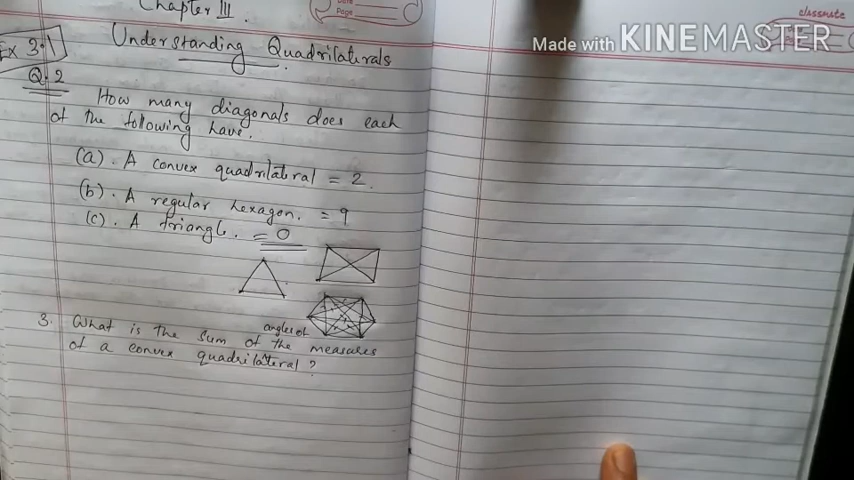 Chapter III
Date
Page
classmate
Made with KINEMASTER
Ex 3.1
Understanding Quadrilaterals
Q.2
How many diagonals does each
of the following have.
(a). A convex quadrilateral = 2.
(b). A regular hexagon. = 9
(c). A triangle. = 0
3. What is the sum of the measures
angles of
of a convex quadrilateral ?